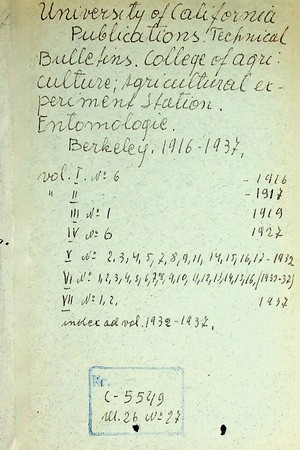 University of California
Publications Technical
Bulletins. College of agri-
culture; Agricultural ex-
periment Station.
Entomologie.
Berkeley, 1916-1937.
vol. I. № 6 - 1916
" II - 1917
III № 1 1919
IV № 6 1927
V № 2, 3, 4, 5, 7, 8, 9, 11, 14, 15, 16, 17 - 1932
VI № 1, 2, 3, 4, 5, 6, 7, 8, 9, 10, 11, 12, 13, 14, 15, 16, (1933-37)
VII № 1, 2. 1937
index ad vol. 1932-1937.
C-5549
№ 27